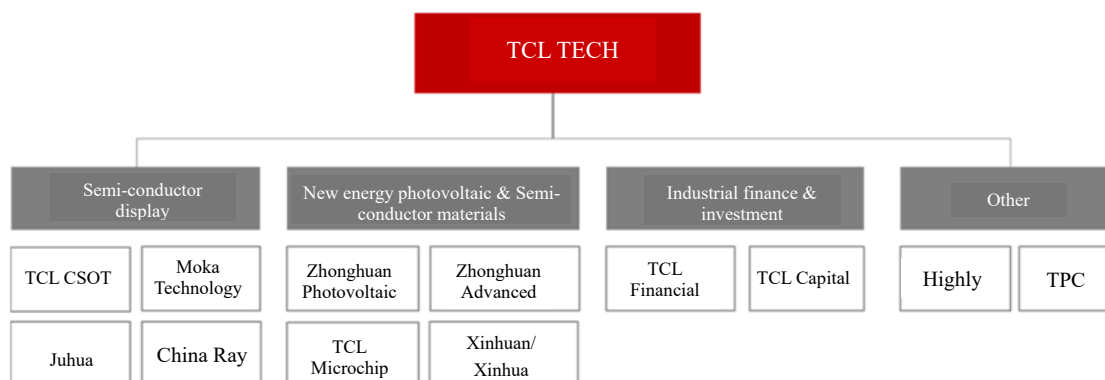 TCL TECH
Semi-conductor
display
New energy photovoltaic & Semi-
conductor materials
Industrial finance &
investment
Other
TCL CSOT
Moka
Technology
Zhonghuan
Photovoltaic
Zhonghuan
Advanced
TCL
Financial
TCL Capital
Highly
TPC
Juhua
China Ray
TCL
Microchip
Xinhuan/
Xinhua